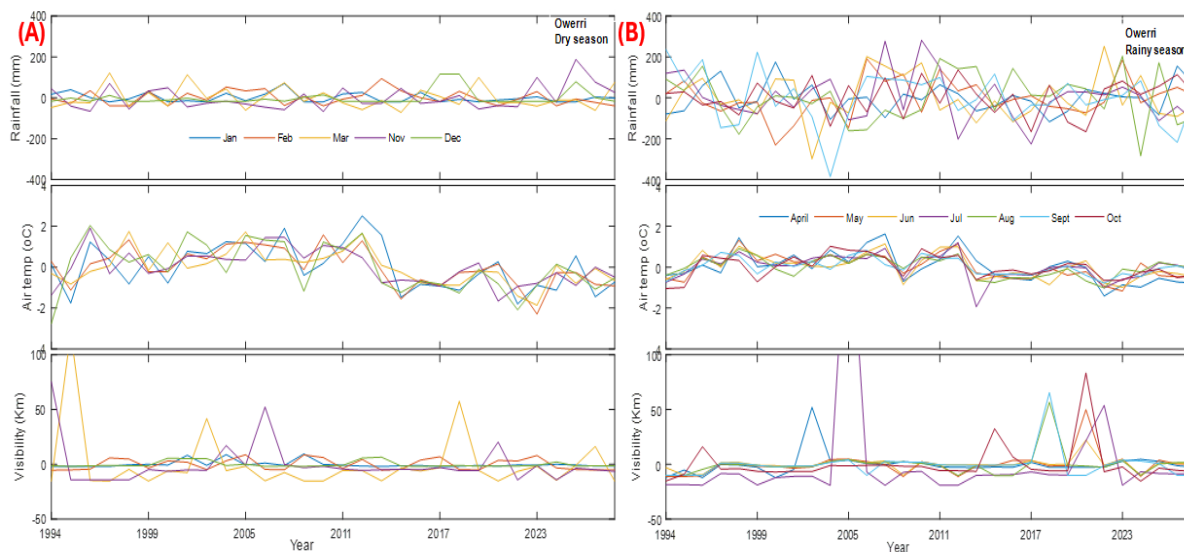 (A)
Owerri
Dry season
Rainfall (mm)
400
200
0
-200
-400
Jan Feb Mar Nov Dec
Air temp (oC)
4
2
0
-2
-4
Visibility (Km)
100
50
0
-50
1994 1999 2005 2011 2017 2023
Year
(B)
Owerri
Rainy season
Rainfall (mm)
400
200
0
-200
-400
April May Jun Jul Aug Sept Oct
Air temp (oC)
4
2
0
-2
-4
Visibility (Km)
100
50
0
-50
1994 1999 2005 2011 2017 2023
Year